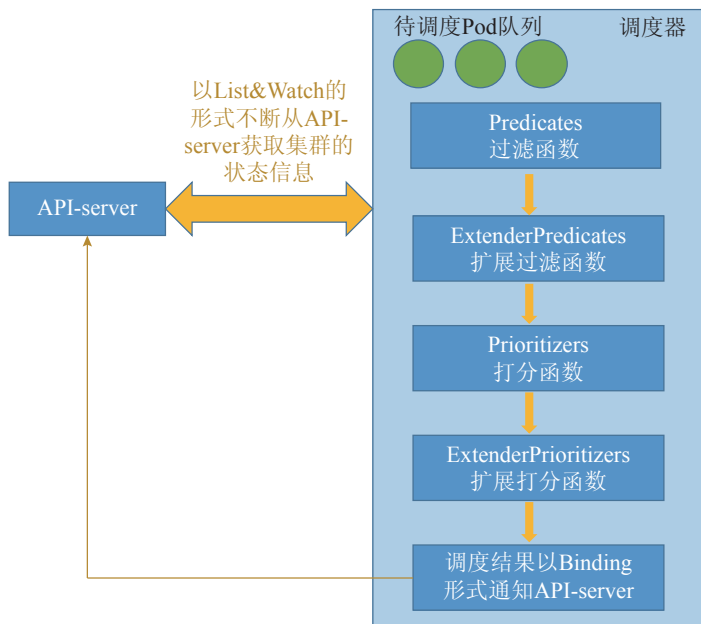 待调度Pod队列
调度器
以List&Watch的
形式不断从API-
server获取集群的
状态信息
API-server
Predicates
过滤函数
ExtenderPredicates
扩展过滤函数
Prioritizers
打分函数
ExtenderPrioritizers
扩展打分函数
调度结果以Binding
形式通知API-server